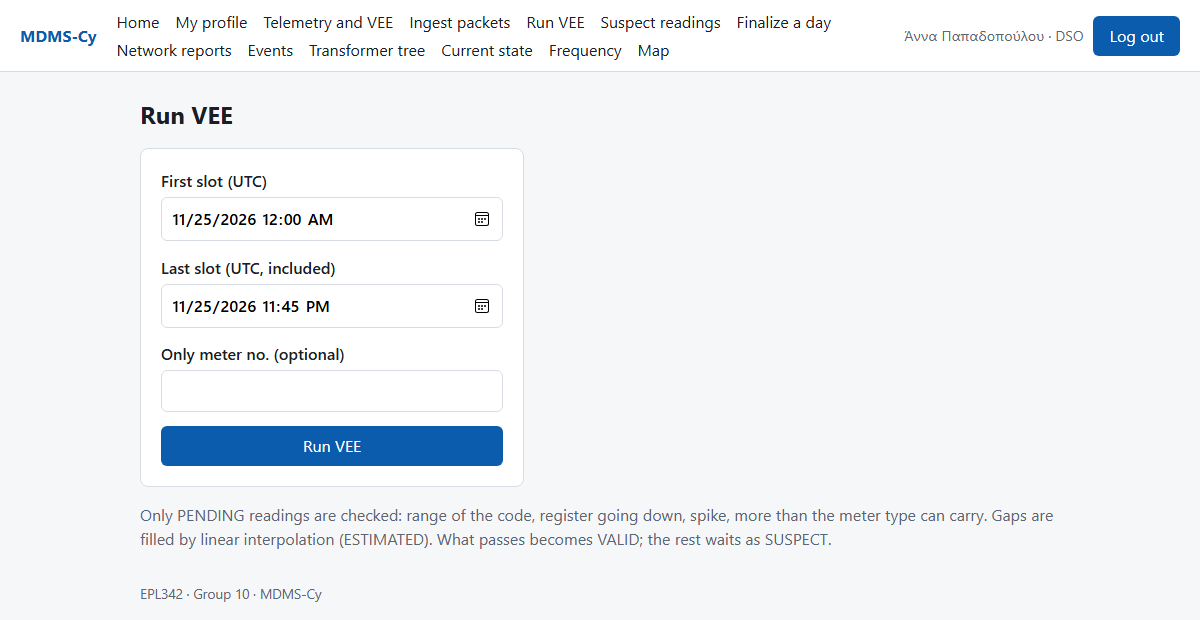 MDMS-Cy
Home My profile Telemetry and VEE Ingest packets Run VEE Suspect readings Finalize a day
Network reports Events Transformer tree Current state Frequency Map
Άννα Παπαδοπούλου · DSO
Log out
Run VEE
First slot (UTC)
11/25/2026 12:00 AM
Last slot (UTC, included)
11/25/2026 11:45 PM
Only meter no. (optional)
Run VEE
Only PENDING readings are checked: range of the code, register going down, spike, more than the meter type can carry. Gaps are
filled by linear interpolation (ESTIMATED). What passes becomes VALID; the rest waits as SUSPECT.
EPL342 · Group 10 · MDMS-Cy